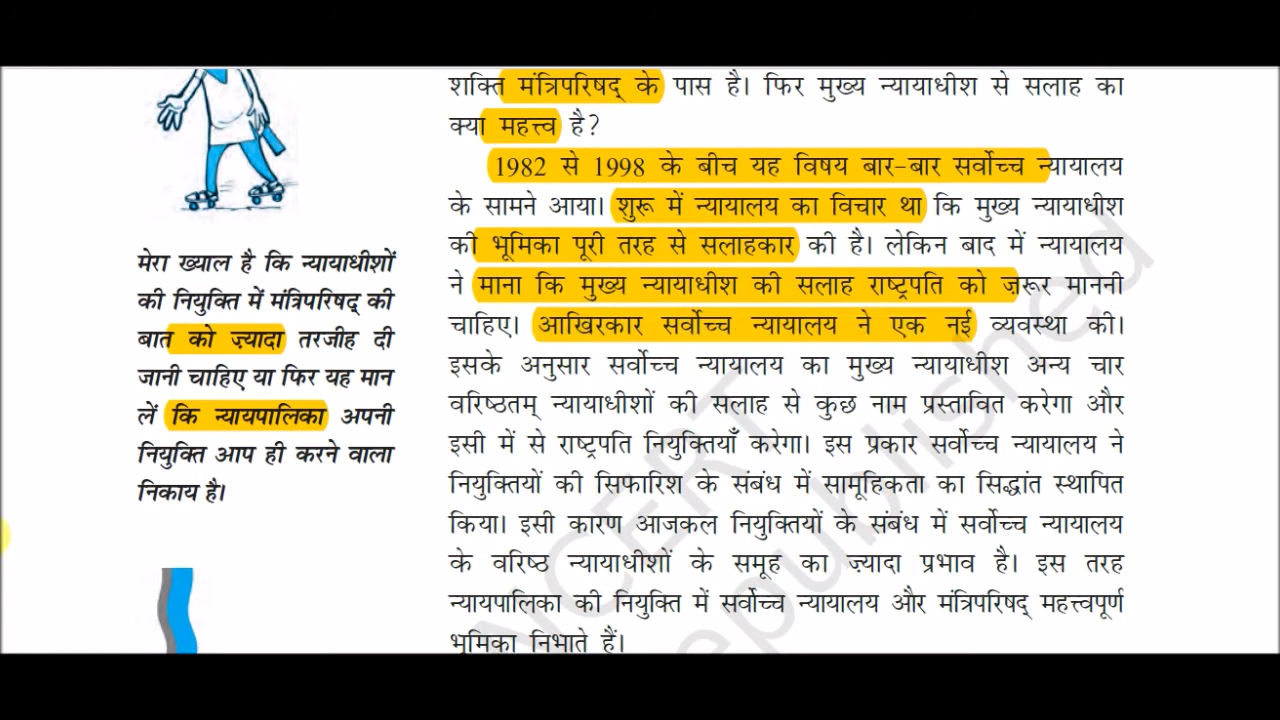 शक्ति मंत्रिपरिषद् के पास है। फिर मुख्य न्यायाधीश से सलाह का
क्या महत्त्व है?
1982 से 1998 के बीच यह विषय बार-बार सर्वोच्च न्यायालय
के सामने आया। शुरू में न्यायालय का विचार था कि मुख्य न्यायाधीश
की भूमिका पूरी तरह से सलाहकार की है। लेकिन बाद में न्यायालय
ने माना कि मुख्य न्यायाधीश की सलाह राष्ट्रपति को ज़रूर माननी
चाहिए। आखिरकार सर्वोच्च न्यायालय ने एक नई व्यवस्था की।
इसके अनुसार सर्वोच्च न्यायालय का मुख्य न्यायाधीश अन्य चार
वरिष्ठतम् न्यायाधीशों की सलाह से कुछ नाम प्रस्तावित करेगा और
इसी में से राष्ट्रपति नियुक्तियाँ करेगा। इस प्रकार सर्वोच्च न्यायालय ने
नियुक्तियों की सिफारिश के संबंध में सामूहिकता का सिद्धांत स्थापित
किया। इसी कारण आजकल नियुक्तियों के संबंध में सर्वोच्च न्यायालय
के वरिष्ठ न्यायाधीशों के समूह का ज़्यादा प्रभाव है। इस तरह
न्यायपालिका की नियुक्ति में सर्वोच्च न्यायालय और मंत्रिपरिषद् महत्त्वपूर्ण
भूमिका निभाते हैं।
मेरा ख्याल है कि न्यायाधीशों
की नियुक्ति में मंत्रिपरिषद् की
बात को ज़्यादा तरजीह दी
जानी चाहिए या फिर यह मान
लें कि न्यायपालिका अपनी
नियुक्ति आप ही करने वाला
निकाय है।
NCERT
republished